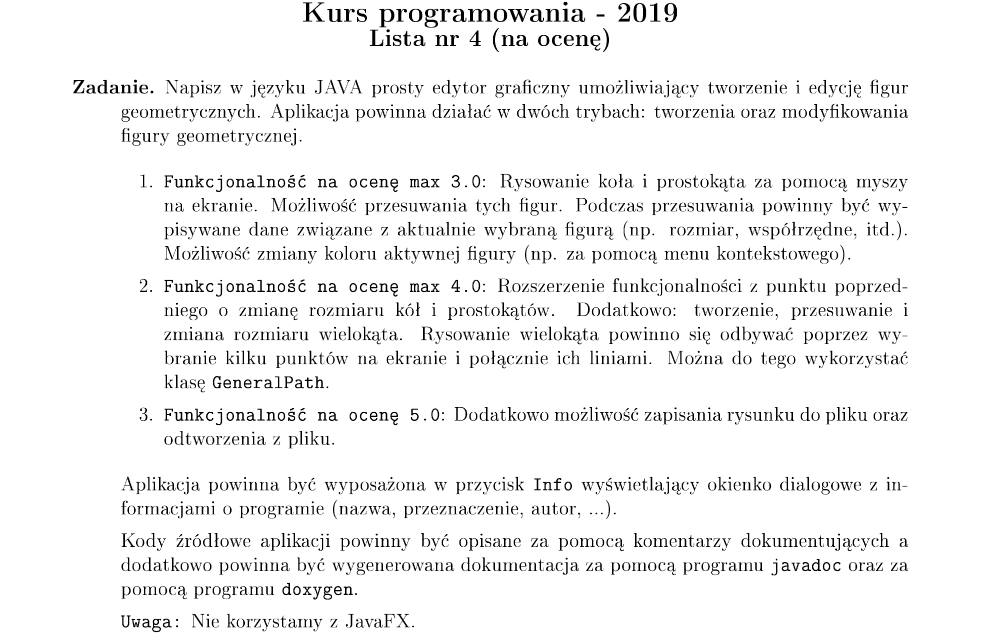 Kurs programowania - 2019
Lista nr 4 (na ocenę)
Zadanie. Napisz w języku JAVA prosty edytor graficzny umożliwiający tworzenie i edycję figur
geometrycznych. Aplikacja powinna działać w dwóch trybach: tworzenia oraz modyfikowania
figury geometrycznej.
1. Funkcjonalność na ocenę max 3.0: Rysowanie koła i prostokąta za pomocą myszy
na ekranie. Możliwość przesuwania tych figur. Podczas przesuwania powinny być wy-
pisywane dane związane z aktualnie wybraną figurą (np. rozmiar, współrzędne, itd.).
Możliwość zmiany koloru aktywnej figury (np. za pomocą menu kontekstowego).
2. Funkcjonalność na ocenę max 4.0: Rozszerzenie funkcjonalności z punktu poprzed-
niego o zmianę rozmiaru kół i prostokątów. Dodatkowo: tworzenie, przesuwanie i
zmiana rozmiaru wielokąta. Rysowanie wielokąta powinno się odbywać poprzez wy-
branie kilku punktów na ekranie i połącznie ich liniami. Można do tego wykorzystać
klasę GeneralPath.
3. Funkcjonalność na ocenę 5.0: Dodatkowo możliwość zapisania rysunku do pliku oraz
odtworzenia z pliku.
Aplikacja powinna być wyposażona w przycisk Info wyświetlający okienko dialogowe z in-
formacjami o programie (nazwa, przeznaczenie, autor, ...).
Kody źródłowe aplikacji powinny być opisane za pomocą komentarzy dokumentujących a
dodatkowo powinna być wygenerowana dokumentacja za pomocą programu javadoc oraz za
pomocą programu doxygen.
Uwaga: Nie korzystamy z JavaFX.